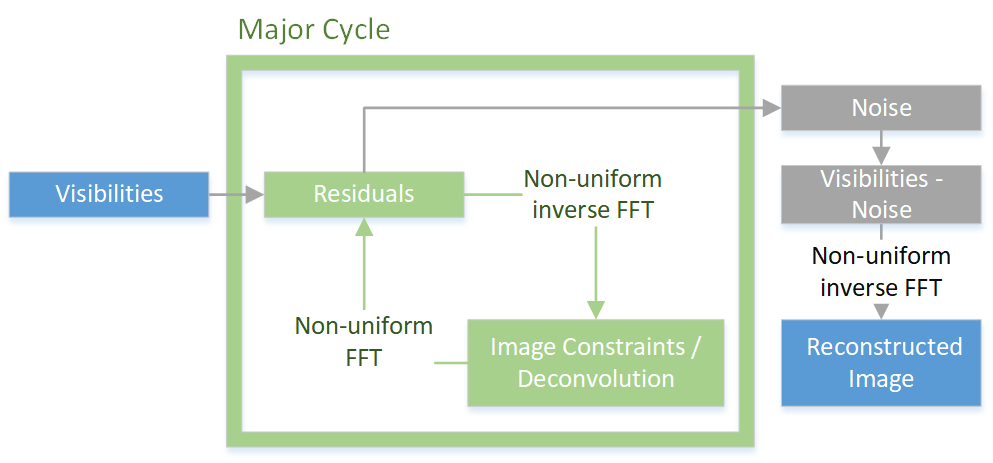 Major Cycle
Noise
Visibilities
Residuals
Non-uniform
inverse FFT
Visibilities -
Noise
Non-uniform
inverse FFT
Non-uniform
FFT
Image Constraints /
Deconvolution
Reconstructed
Image